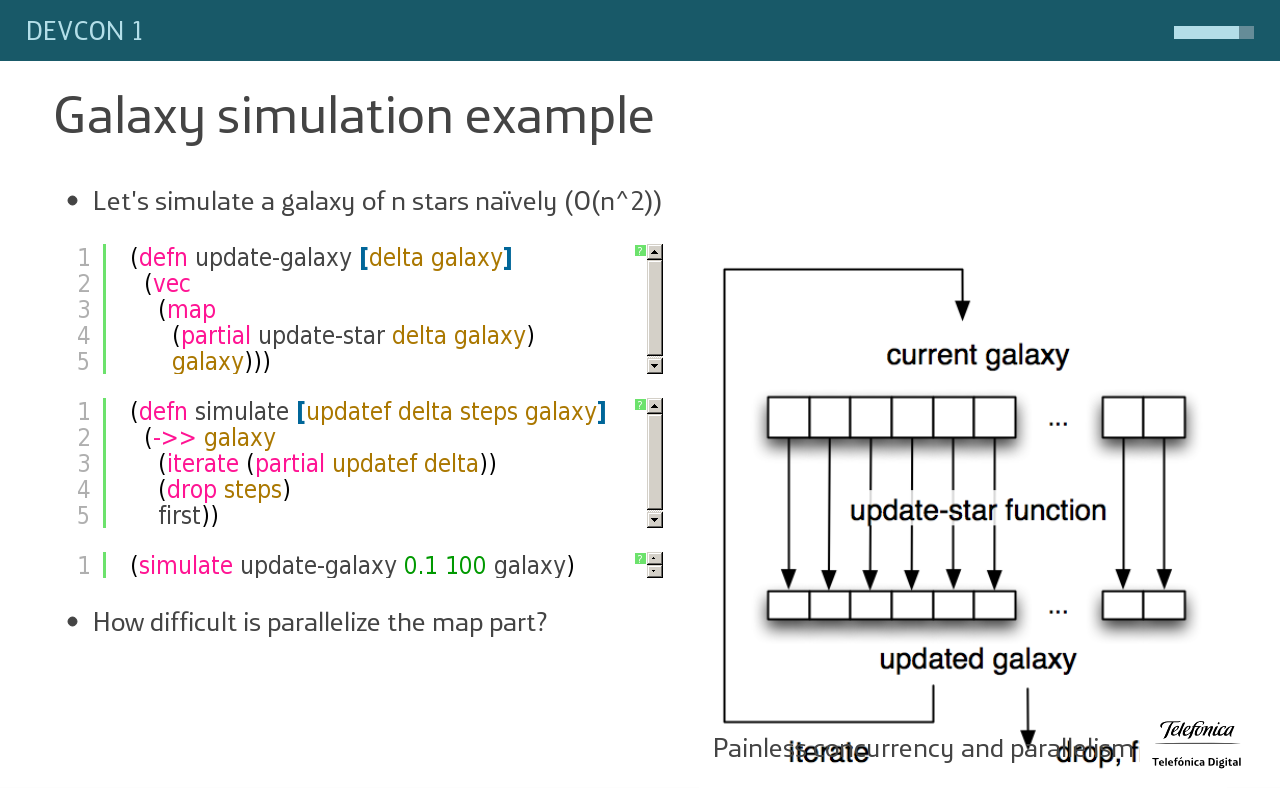 DEVCON 1
Galaxy simulation example
• Let's simulate a galaxy of n stars naïvely (O(n^2))
1 (defn update-galaxy [delta galaxy]
2 (vec
3 (map
4 (partial update-star delta galaxy)
5 galaxy)))
?
1 (defn simulate [updatef delta steps galaxy]
2 (->> galaxy
3 (iterate (partial updatef delta))
4 (drop steps)
5 first))
?
1 (simulate update-galaxy 0.1 100 galaxy)
?
• How difficult is parallelize the map part?
current galaxy
...
update-star function
...
updated galaxy
iterate
drop, f
Painless concurrency and parallelism
Telefónica
Telefónica Digital